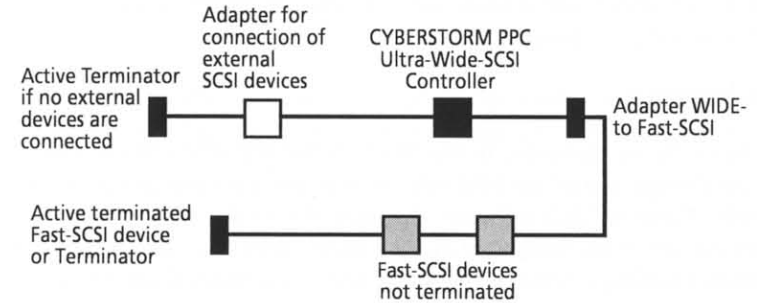 Adapter for
connection of
external
SCSI devices
CYBERSTORM PPC
Ultra-Wide-SCSI
Controller
Active Terminator
if no external
devices are
connected
Adapter WIDE-
to Fast-SCSI
Active terminated
Fast-SCSI device
or Terminator
Fast-SCSI devices
not terminated